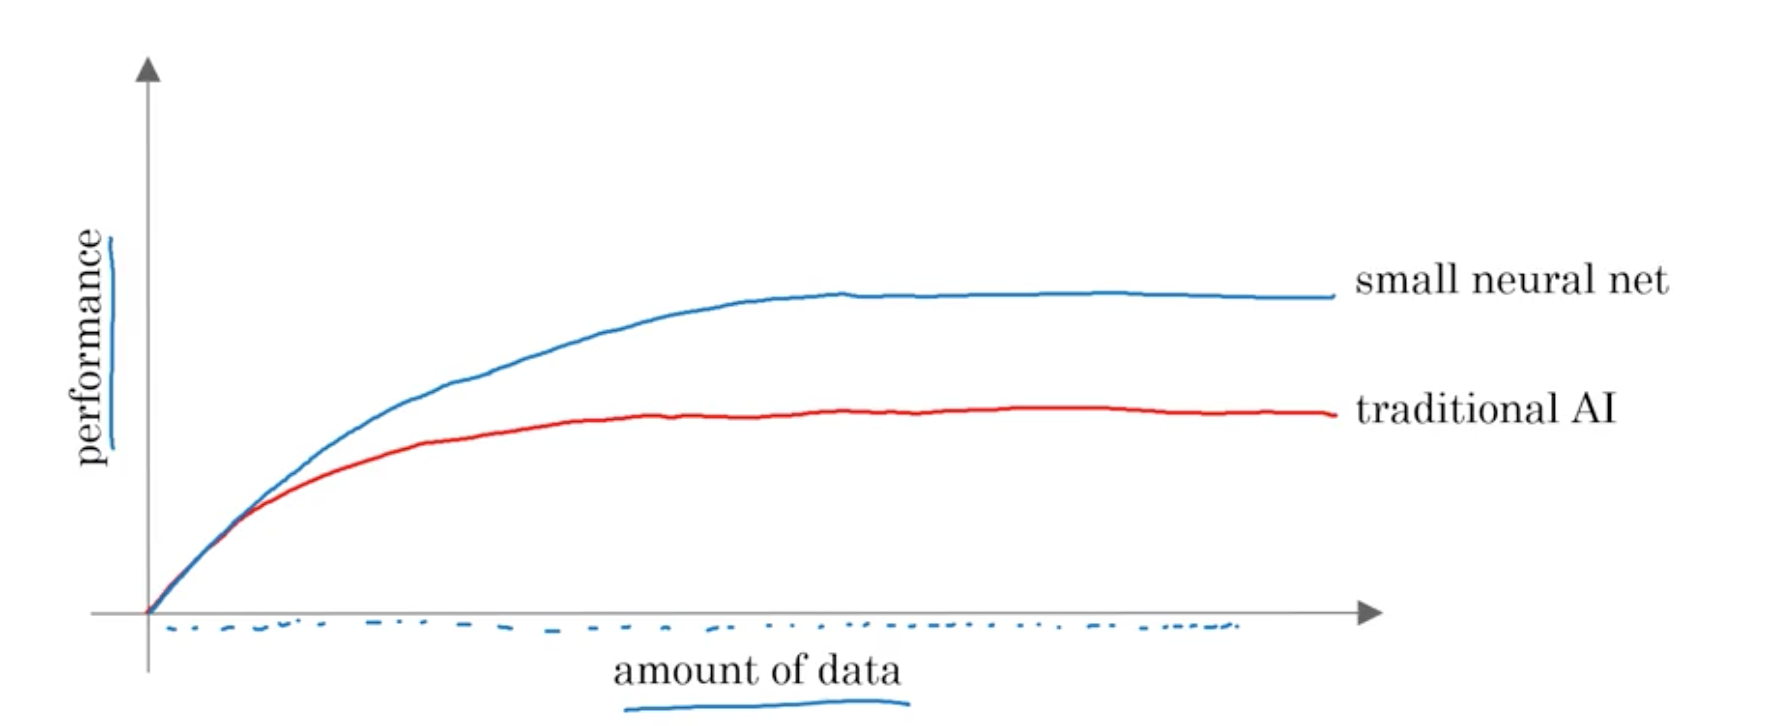 performance
small neural net
traditional AI
amount of data